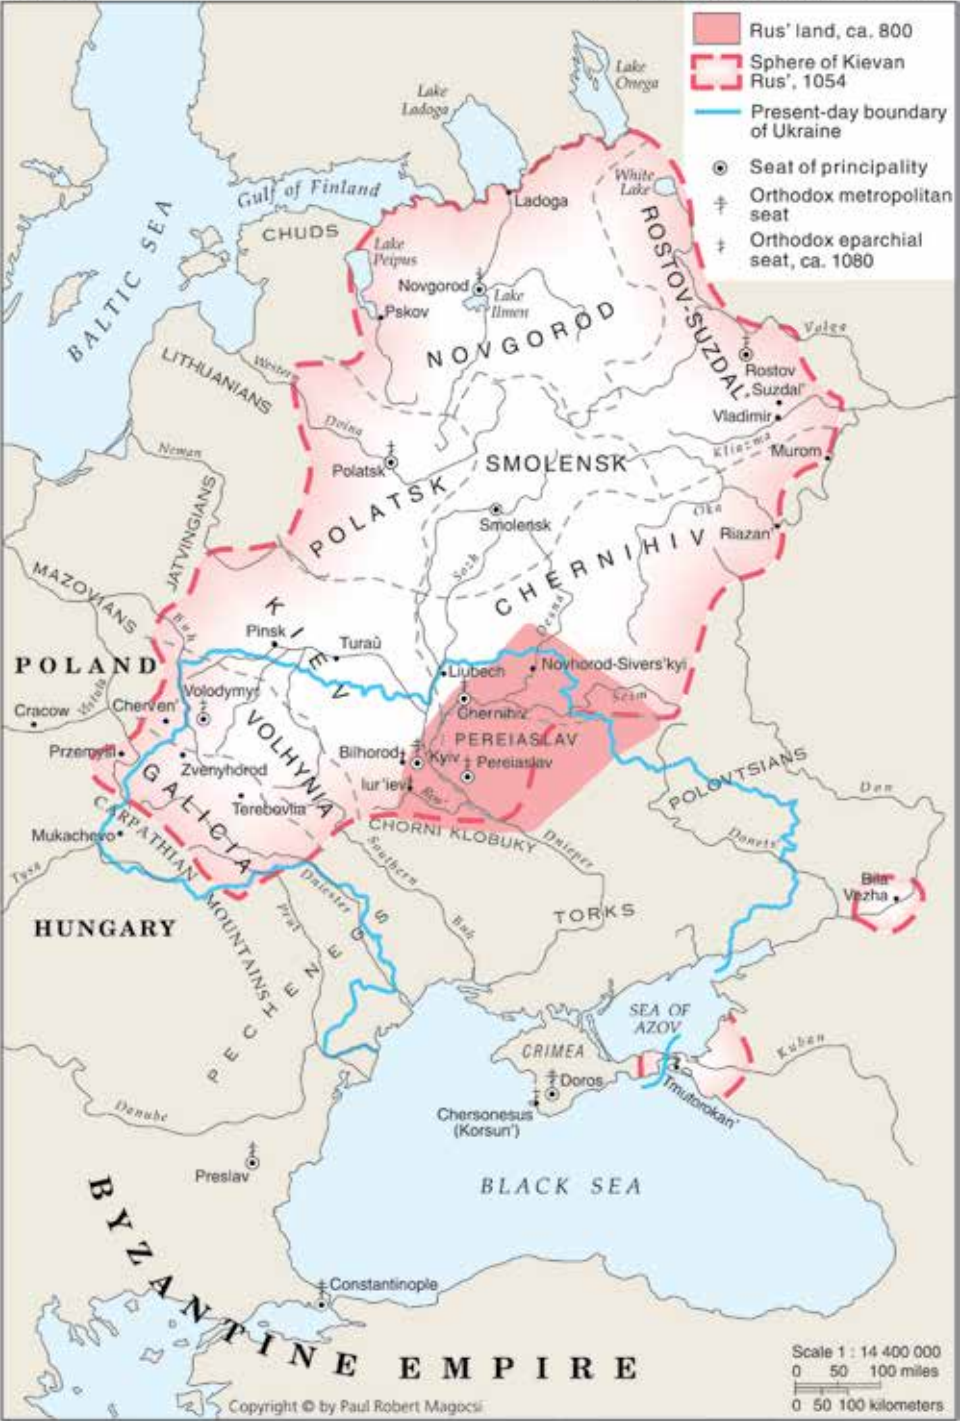 Rus' land, ca. 800
Sphere of Kievan
Rus', 1054
Present-day boundary
of Ukraine
Seat of principality
Orthodox metropolitan
seat
Orthodox eparchial
seat, ca. 1080
Lake
Onega
Lake
Ladoga
White
Lake
Gulf of Finland
Ladoga
CHUDS
BALTIC SEA
Lake
Peipus
Novgorod
Lake
Ilmen
Pskov
NOVGOROD
ROSTOV-SUZDAL'
Volga
Rostov
Suzdal'
Vladimir
Kliazma
Murom
LITHUANIANS
Western
Dvina
Polatsk
SMOLENSK
POLATSK
Smolensk
Neman
JATVINGIANS
Oka
Riazan'
CHERNIHIV
Sozh
Desna
MAZOVIANS
Buh
KIEV
Pinsk
Turaŭ
POLAND
Liubech
Novhorod-Sivers'kyi
Seim
Vistula
Cracow
Volodymyr
Cherven'
Chernihiv
PEREIASLAV
VOLHYNIA
Przemyśl
Zvenyhorod
Bilhorod
Kyiv
Pereiaslav
Iur'iev
Ros'
GALICIA
Terebovlia
POLOVTSIANS
Don
CHORNI KLOBUKY
Dnieper
Donets'
Mukachevo
CARPATHIAN MOUNTAINS
Tysa
Southern
Buh
Dniester
Prut
Bila
Vezha
HUNGARY
TORKS
PECHENEGS
SEA OF
AZOV
CRIMEA
Kuban
Doros
Tmutorokan'
Chersonesus
(Korsun')
Danube
Preslav
BLACK SEA
Constantinople
BYZANTINE EMPIRE
Scale 1 : 14 400 000
0 50 100 miles
0 50 100 kilometers
Copyright © by Paul Robert Magocsi